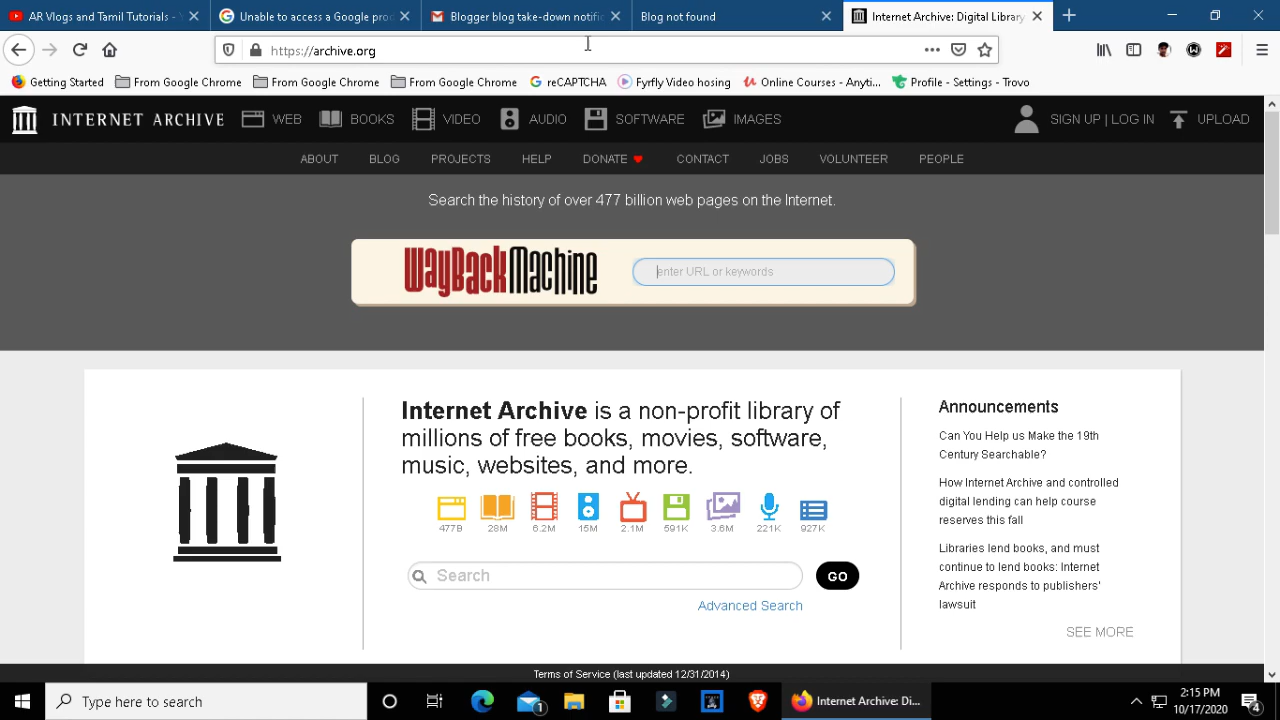 AR Vlogs and Tamil Tutorials -
Unable to access a Google pro
Blogger blog take-down notific
Blog not found
Internet Archive: Digital Library
https://archive.org
Getting Started
From Google Chrome
From Google Chrome
From Google Chrome
reCAPTCHA
Fyrfly Video hosing
Online Courses - Anyti...
Profile - Settings - Trovo
INTERNET ARCHIVE
WEB
BOOKS
VIDEO
AUDIO
SOFTWARE
IMAGES
SIGN UP | LOG IN
UPLOAD
ABOUT
BLOG
PROJECTS
HELP
DONATE
CONTACT
JOBS
VOLUNTEER
PEOPLE
Search the history of over 477 billion web pages on the Internet.
WayBackMachine
enter URL or keywords
Internet Archive is a non-profit library of
millions of free books, movies, software,
music, websites, and more.
477B
28M
6.2M
15M
2.1M
591K
3.6M
221K
927K
Search
GO
Advanced Search
Announcements
Can You Help us Make the 19th
Century Searchable?
How Internet Archive and controlled
digital lending can help course
reserves this fall
Libraries lend books, and must
continue to lend books: Internet
Archive responds to publishers'
lawsuit
SEE MORE
Terms of Service (last updated 12/31/2014)
Type here to search
1
Internet Archive: Di...
2:15 PM
10/17/2020
4